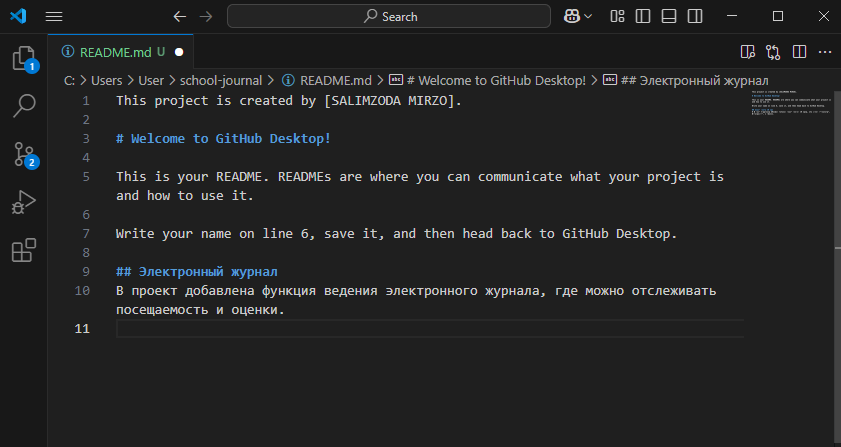 Search
1
README.md U
C: > Users > User > school-journal > README.md > # Welcome to GitHub Desktop! > ## Электронный журнал
1 This project is created by [SALIMZODA MIRZO].
2
3 # Welcome to GitHub Desktop!
4
5 This is your README. READMEs are where you can communicate what your project is
and how to use it.
6
7 Write your name on line 6, save it, and then head back to GitHub Desktop.
8
9 ## Электронный журнал
10 В проект добавлена функция ведения электронного журнала, где можно отслеживать
посещаемость и оценки.
11
2